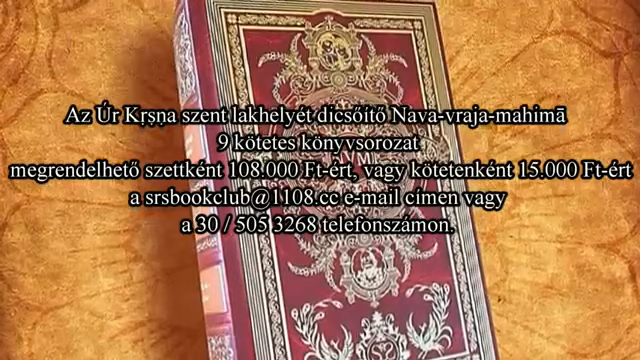 Az Úr Kṛṣṇa szent lakhelyét dicsőítő Nava-vraja-mahimā
9 kötetes könyvsorozat
megrendelhető szettként 108.000 Ft-ért, vagy kötetenként 15.000 Ft-ért
a srsbookclub@1108.cc e-mail címen vagy
a 30 / 505 3268 telefonszámon.